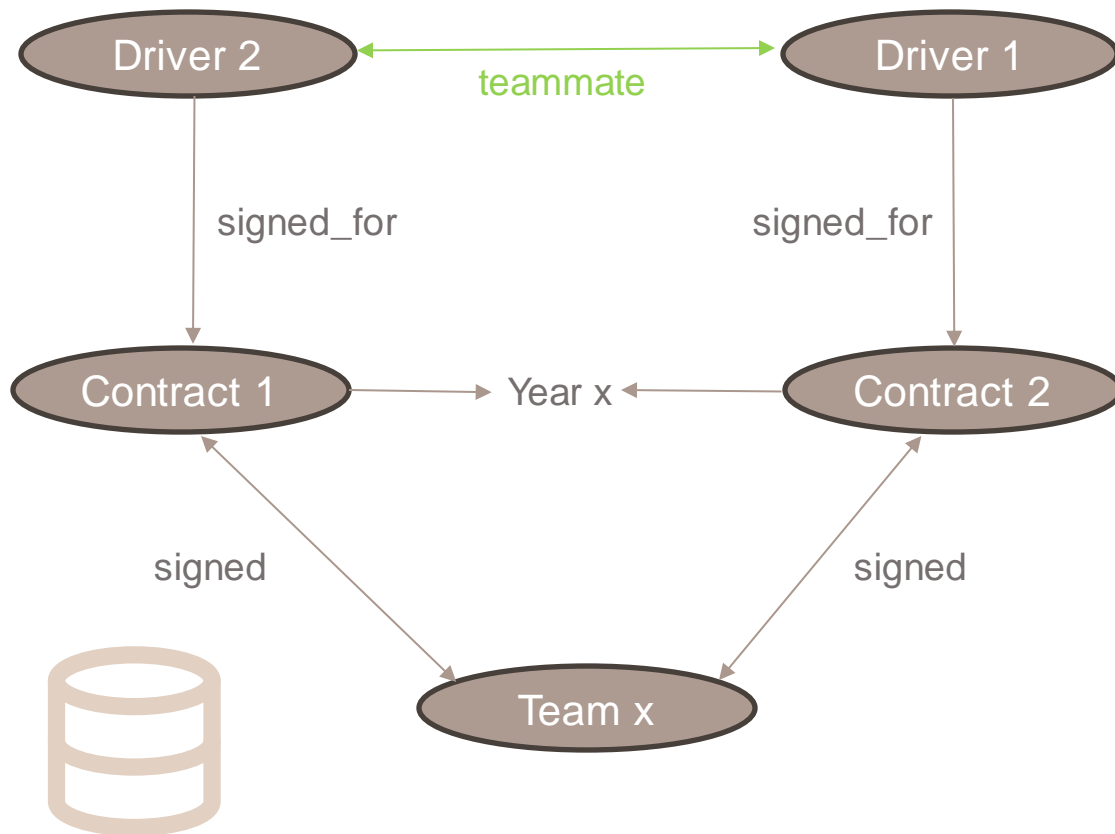 Driver 2
Driver 1
teammate
signed_for
signed_for
Contract 1
Year x
Contract 2
signed
signed
Team x